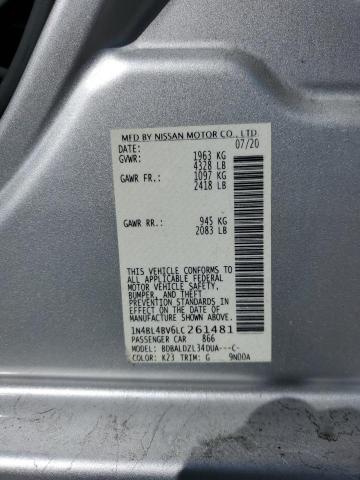 MFD BY NISSAN MOTOR CO., LTD.
DATE: 07/20
GVWR: 1963 KG
4328 LB
GAWR FR.: 1097 KG
2418 LB
GAWR RR.: 945 KG
2083 LB
THIS VEHICLE CONFORMS TO
ALL APPLICABLE FEDERAL
MOTOR VEHICLE SAFETY,
BUMPER, AND THEFT
PREVENTION STANDARDS
IN EFFECT ON THE DATE OF
MANUFACTURE SHOWN ABOVE.
1N4BL4BV6LC261481
PASSENGER CAR 866
MODEL: BDBALDZL34DUA---C-
COLOR: K23 TRIM: G 9N00A